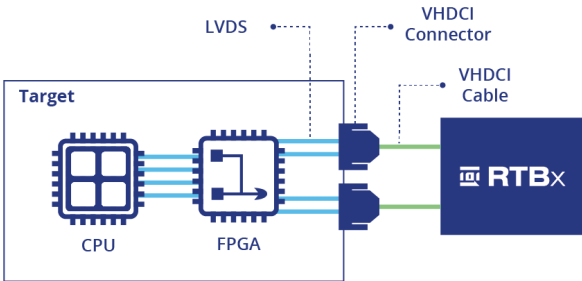 LVDS
VHDCI
Connector
VHDCI
Cable
Target
RTBx
CPU
FPGA